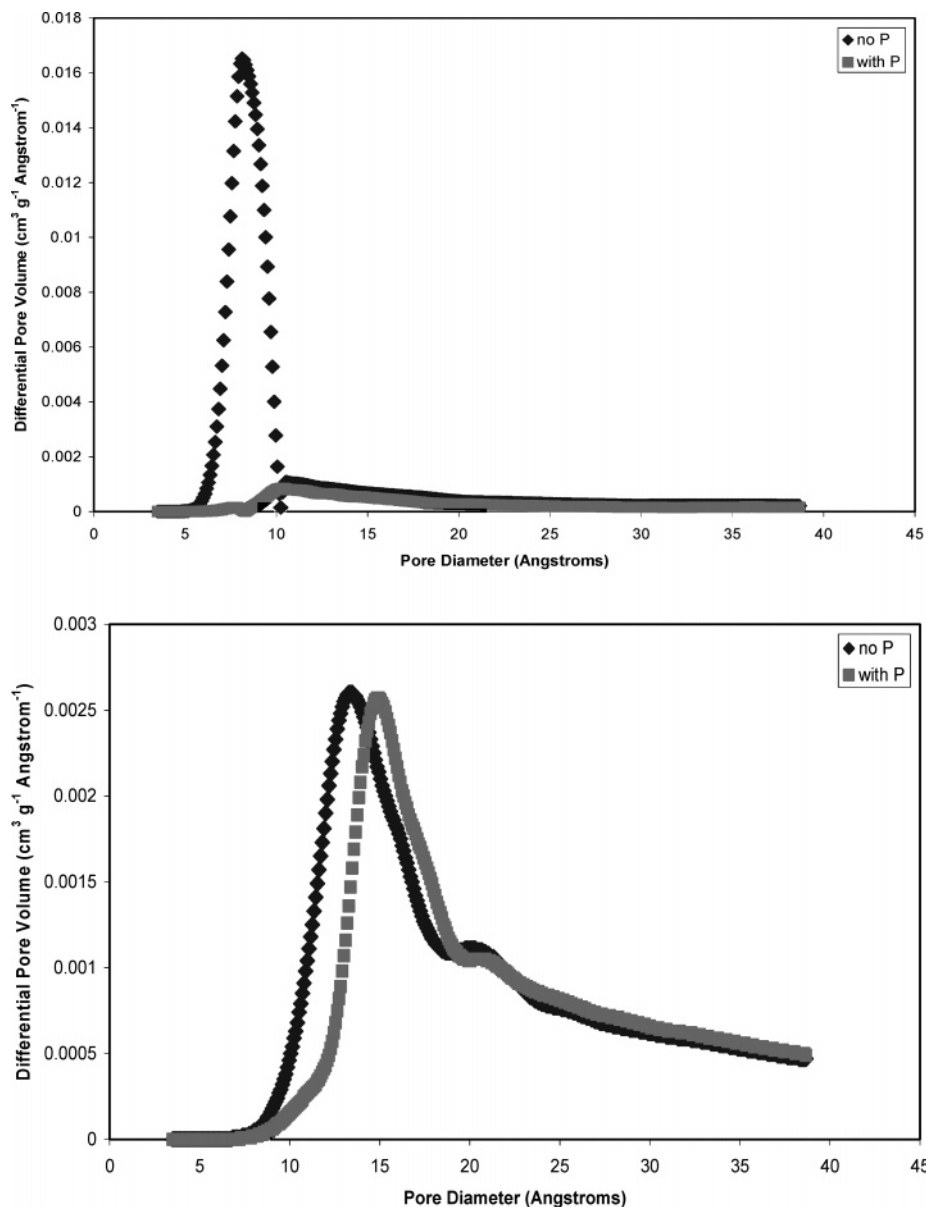 0.018
0.016
0.014
0.012
0.01
0.008
0.006
0.004
0.002
0
Differential Pore Volume (cm³ g⁻¹ Angstrom⁻¹)
no P
with P
0 5 10 15 20 25 30 35 40 45
Pore Diameter (Angstroms)
0.003
0.0025
0.002
0.0015
0.001
0.0005
0
Differential Pore Volume (cm³ g⁻¹ Angstrom⁻¹)
no P
with P
0 5 10 15 20 25 30 35 40 45
Pore Diameter (Angstroms)